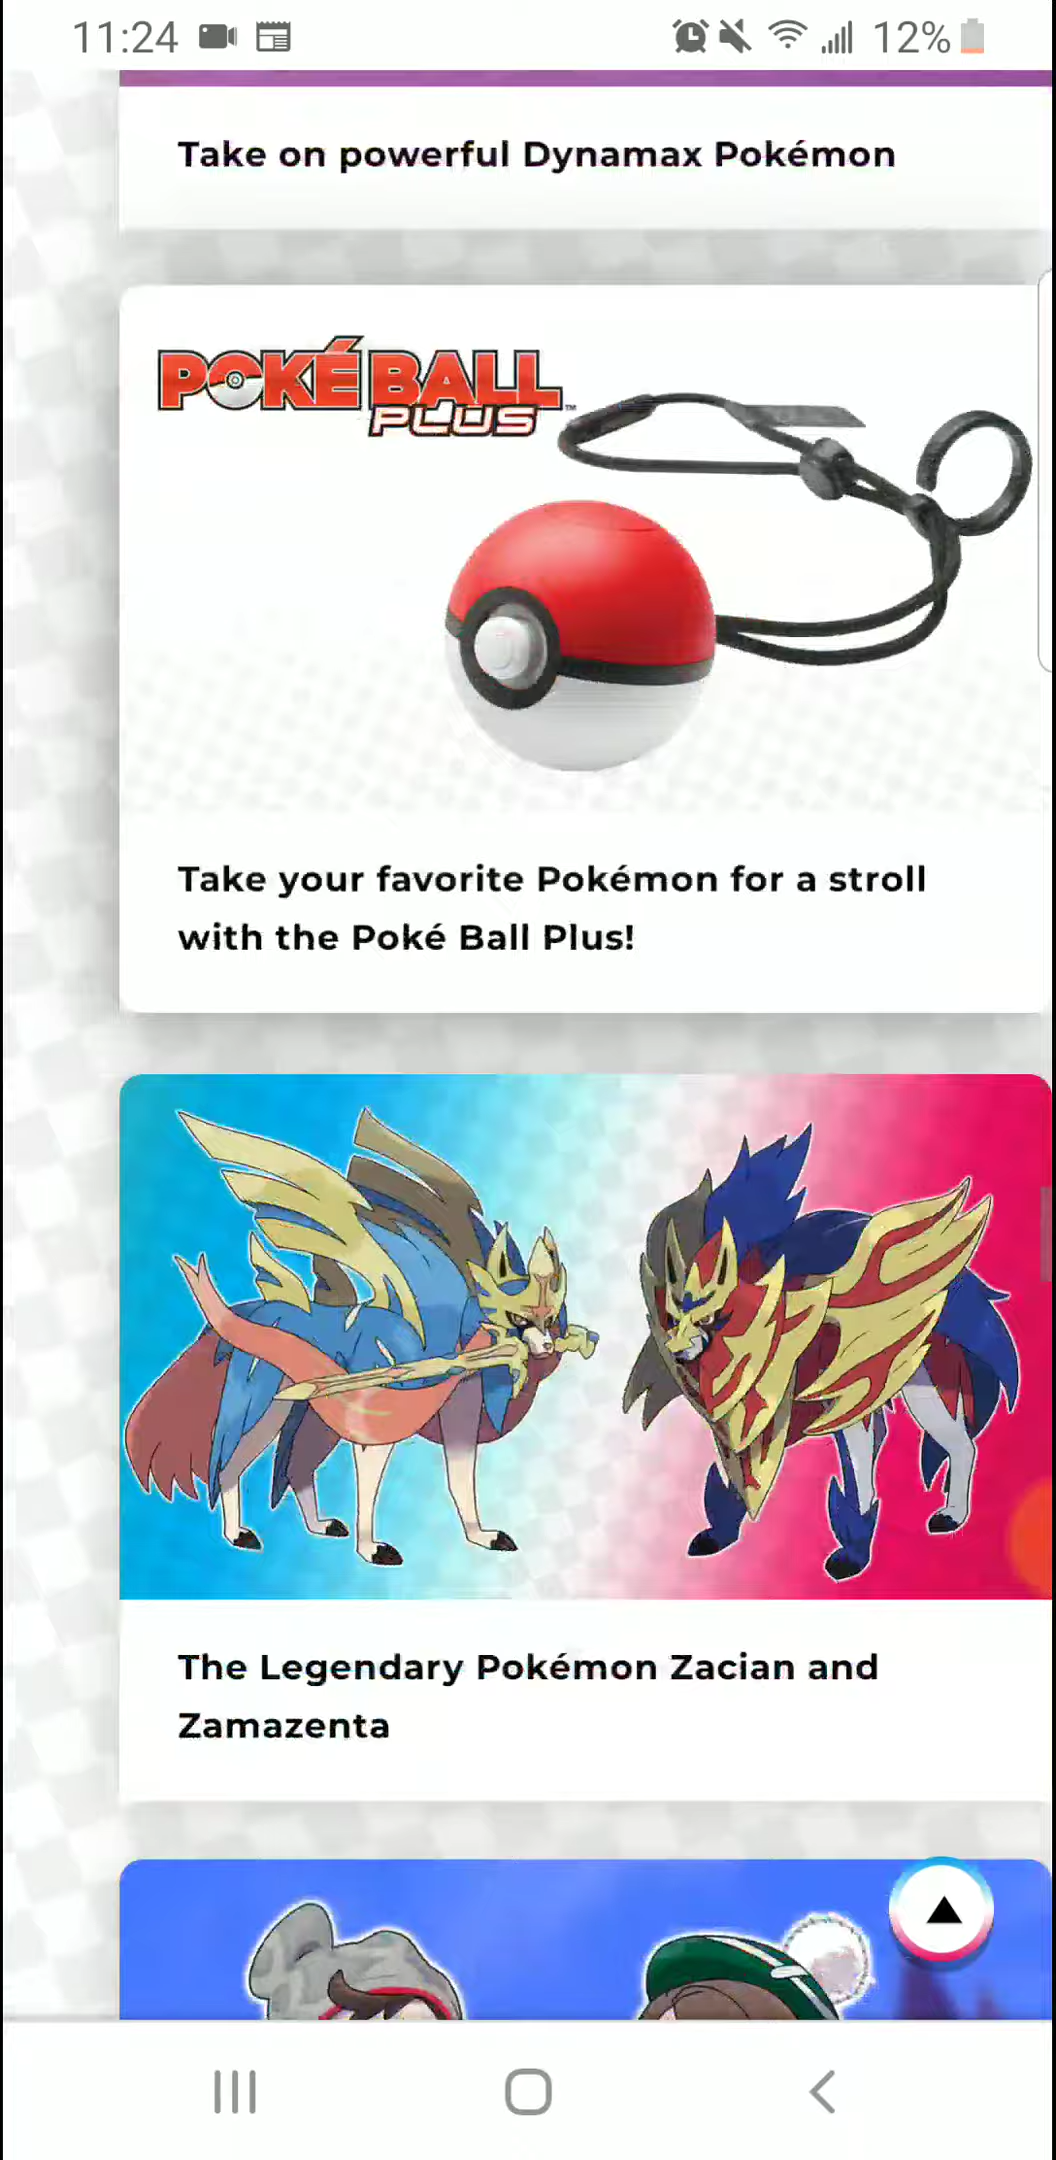 11:24 12%
Take on powerful Dynamax Pokémon
POKÉ BALL
PLUS™
Take your favorite Pokémon for a stroll
with the Poké Ball Plus!
The Legendary Pokémon Zacian and
Zamazenta